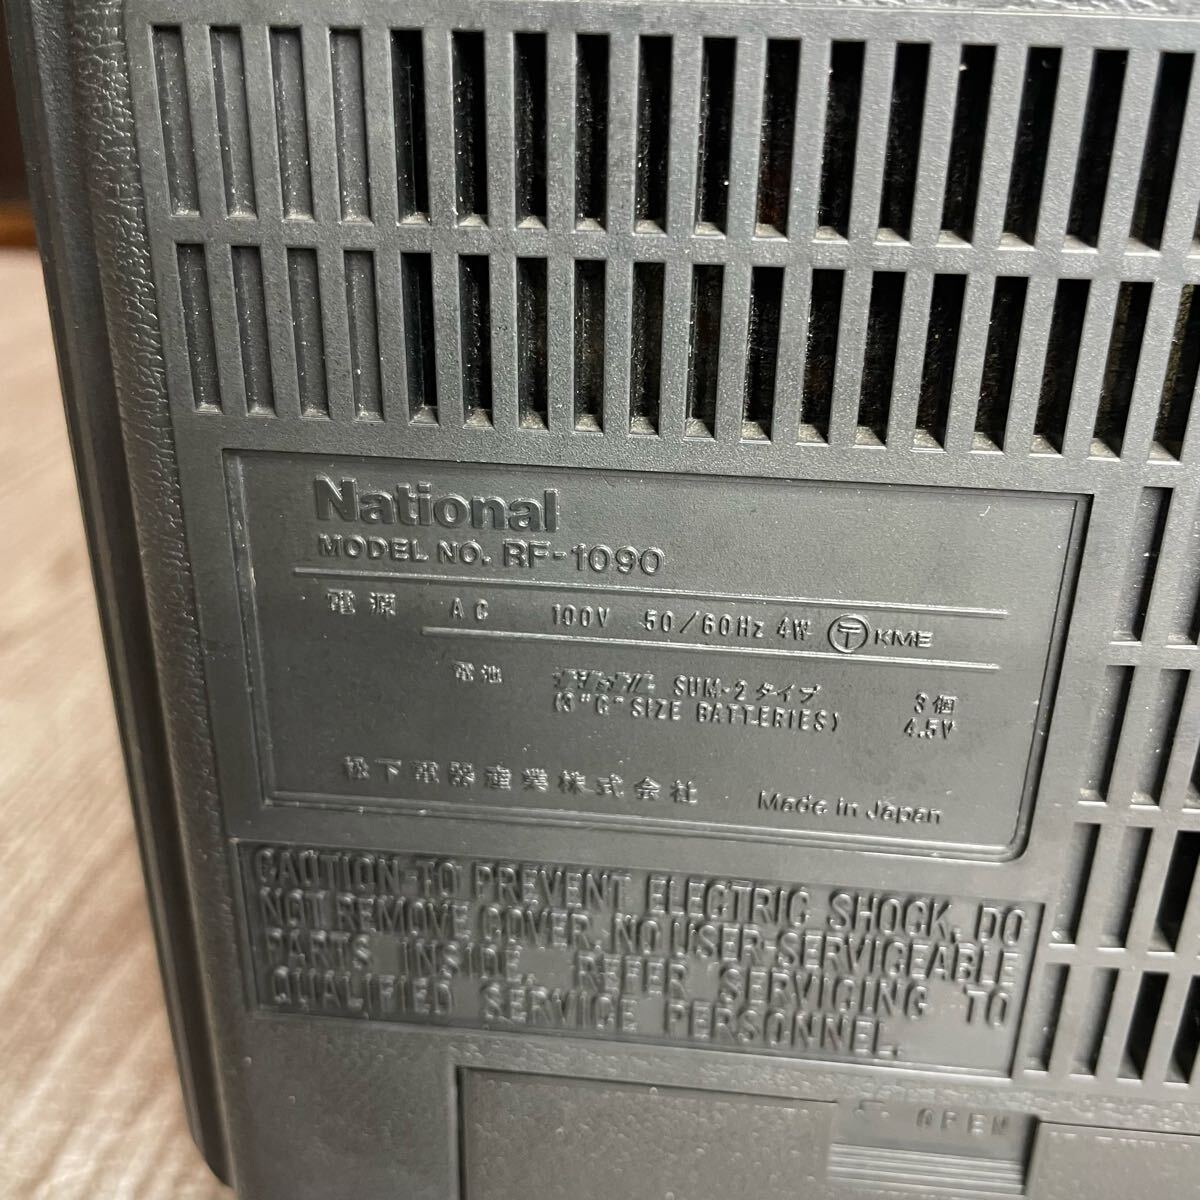 National
MODEL NO. RF-1090
電源 AC 100V 50/60Hz 4W 〒 KME
電池 ナショナル SUM-2タイプ 3個
(3"C"SIZE BATTERIES) 4.5V
松下電器産業株式会社 Made in Japan
CAUTION-TO PREVENT ELECTRIC SHOCK, DO
NOT REMOVE COVER. NO USER-SERVICEABLE
PARTS INSIDE. REFER SERVICING TO
QUALIFIED SERVICE PERSONNEL.
OPEN